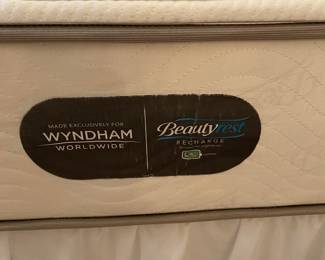 MADE EXCLUSIVELY FOR
WYNDHAM
WORLDWIDE
Beautyrest
RECHARGE